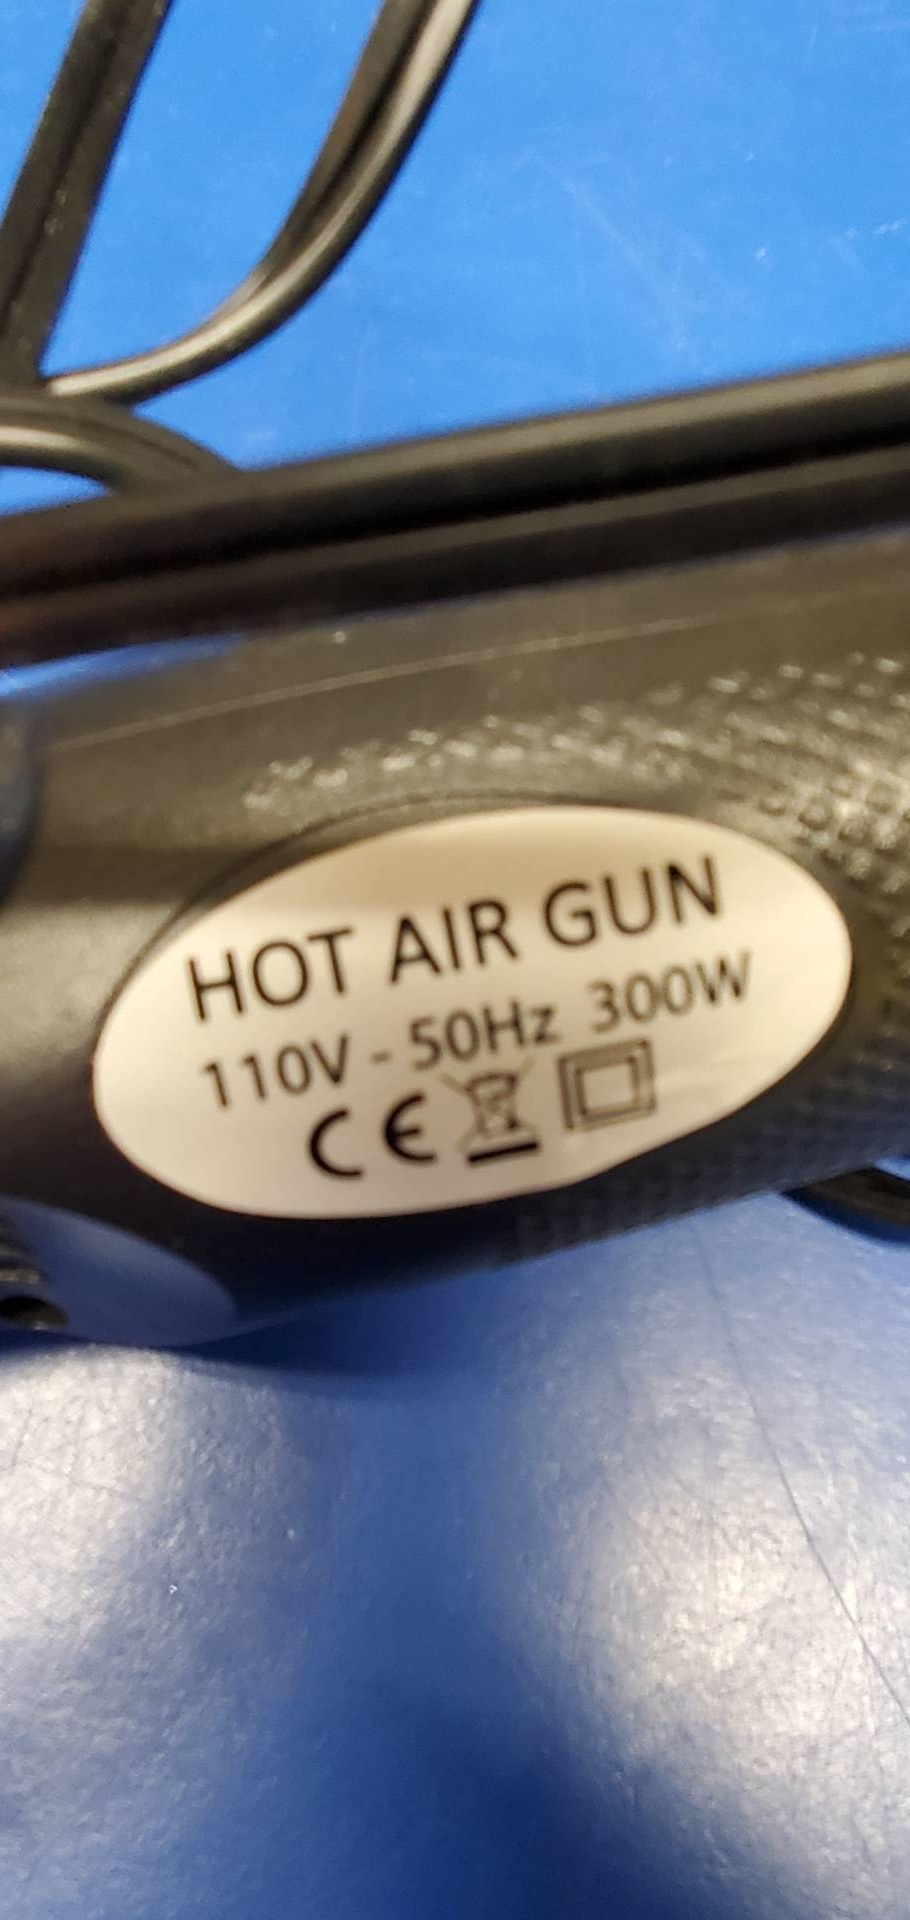 HOT AIR GUN
110V - 50Hz 300W
CE